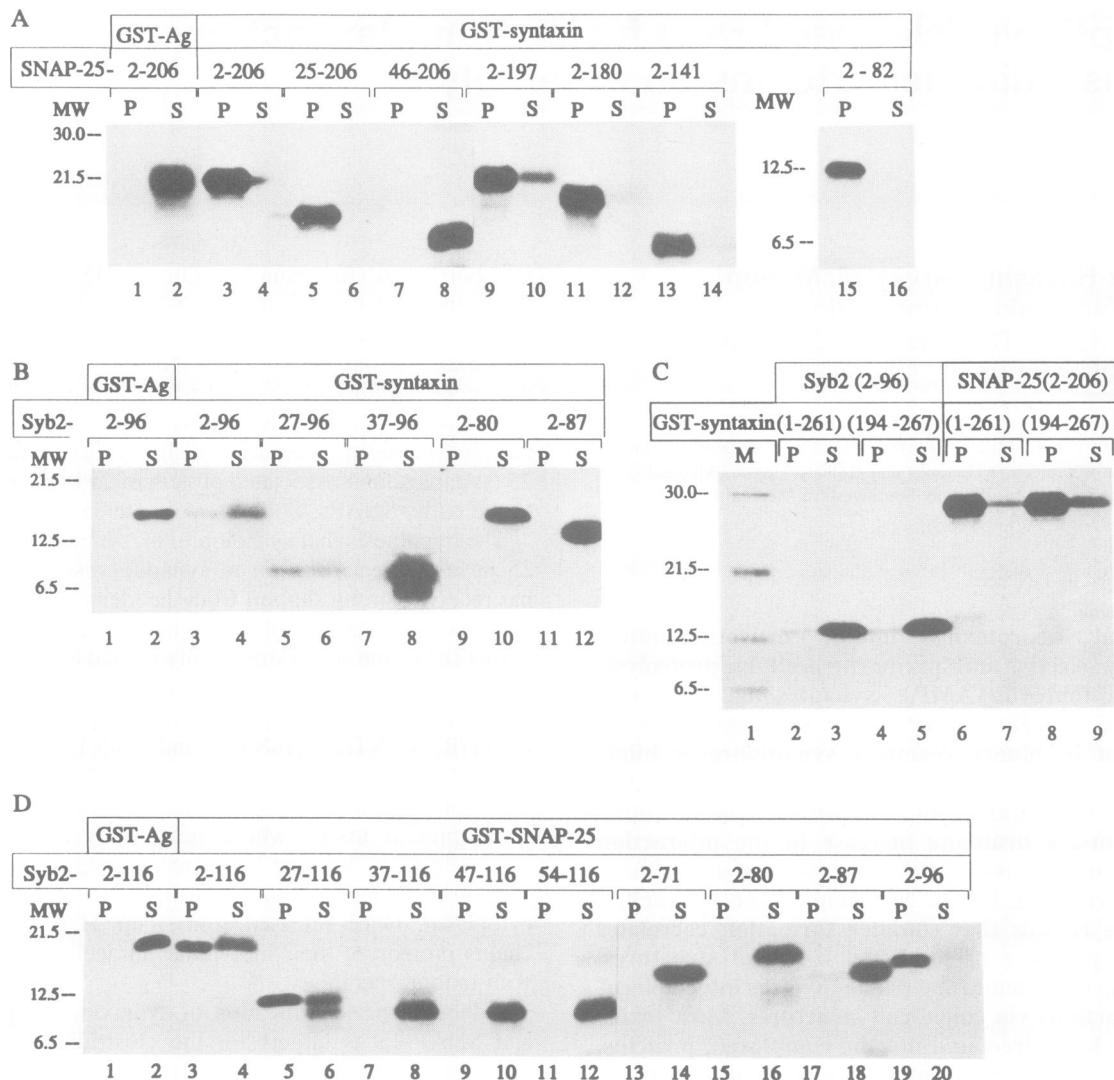 A
GST-Ag GST-syntaxin
SNAP-25- 2-206 2-206 25-206 46-206 2-197 2-180 2-141 2 - 82
MW P S P S P S P S P S P S P S MW P S
30.0--
21.5 --
12.5--
6.5 --
1 2 3 4 5 6 7 8 9 10 11 12 13 14 15 16
B
GST-Ag GST-syntaxin
Syb2- 2-96 2-96 27-96 37-96 2-80 2-87
MW P S P S P S P S P S P S
21.5 --
12.5--
6.5--
1 2 3 4 5 6 7 8 9 10 11 12
C
Syb2 (2-96) SNAP-25(2-206)
GST-syntaxin (1-261) (194 -267) (1-261) (194-267)
M P S P S P S P S
30.0--
21.5--
12.5--
6.5--
1 2 3 4 5 6 7 8 9
D
GST-Ag GST-SNAP-25
Syb2- 2-116 2-116 27-116 37-116 47-116 54-116 2-71 2-80 2-87 2-96
MW P S P S P S P S P S P S P S P S P S P S
21.5--
12.5--
6.5--
1 2 3 4 5 6 7 8 9 10 11 12 13 14 15 16 17 18 19 20